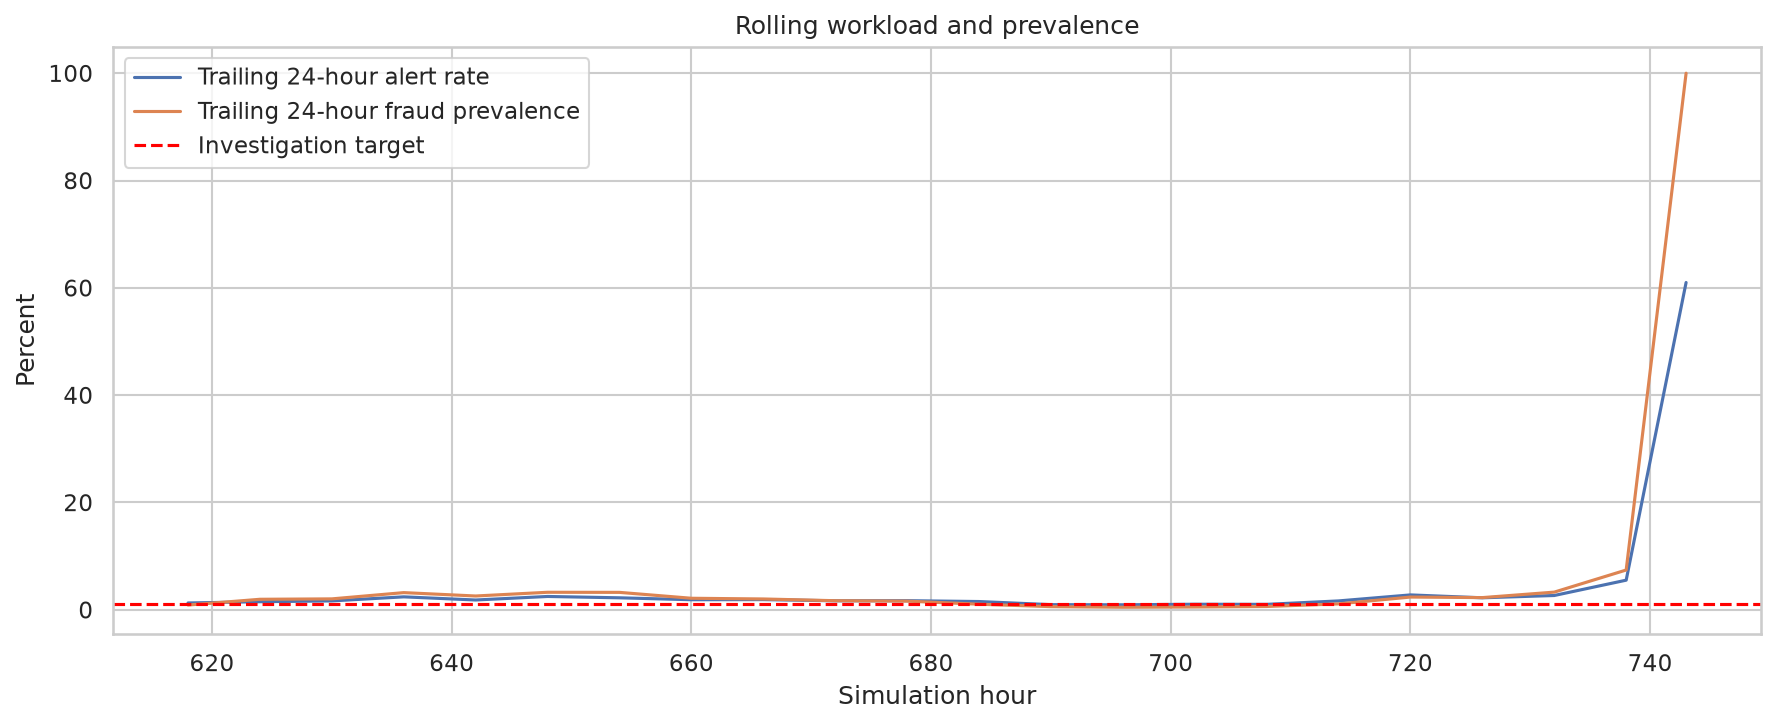 Rolling workload and prevalence
Trailing 24-hour alert rate
Trailing 24-hour fraud prevalence
Investigation target
Percent
100
80
60
40
20
0
620 640 660 680 700 720 740
Simulation hour